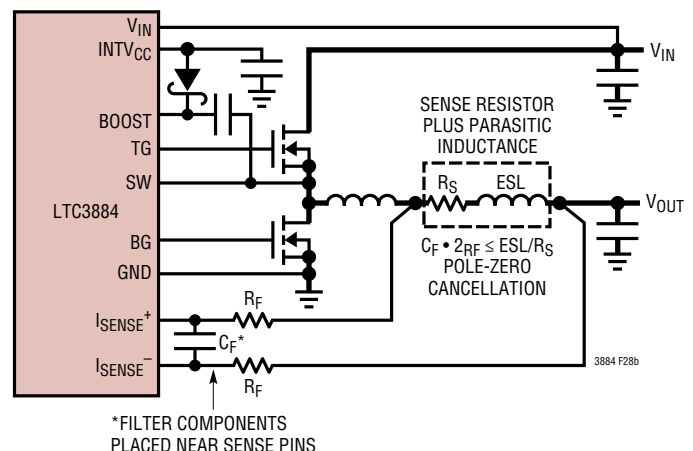 VIN
INTVCC
BOOST
TG
SW
LTC3884
BG
GND
ISENSE+
ISENSE−
VIN
SENSE RESISTOR
PLUS PARASITIC
INDUCTANCE
RS
ESL
VOUT
CF • 2RF ≤ ESL/RS
POLE-ZERO
CANCELLATION
RF
CF*
RF
3884 F28b
*FILTER COMPONENTS
PLACED NEAR SENSE PINS